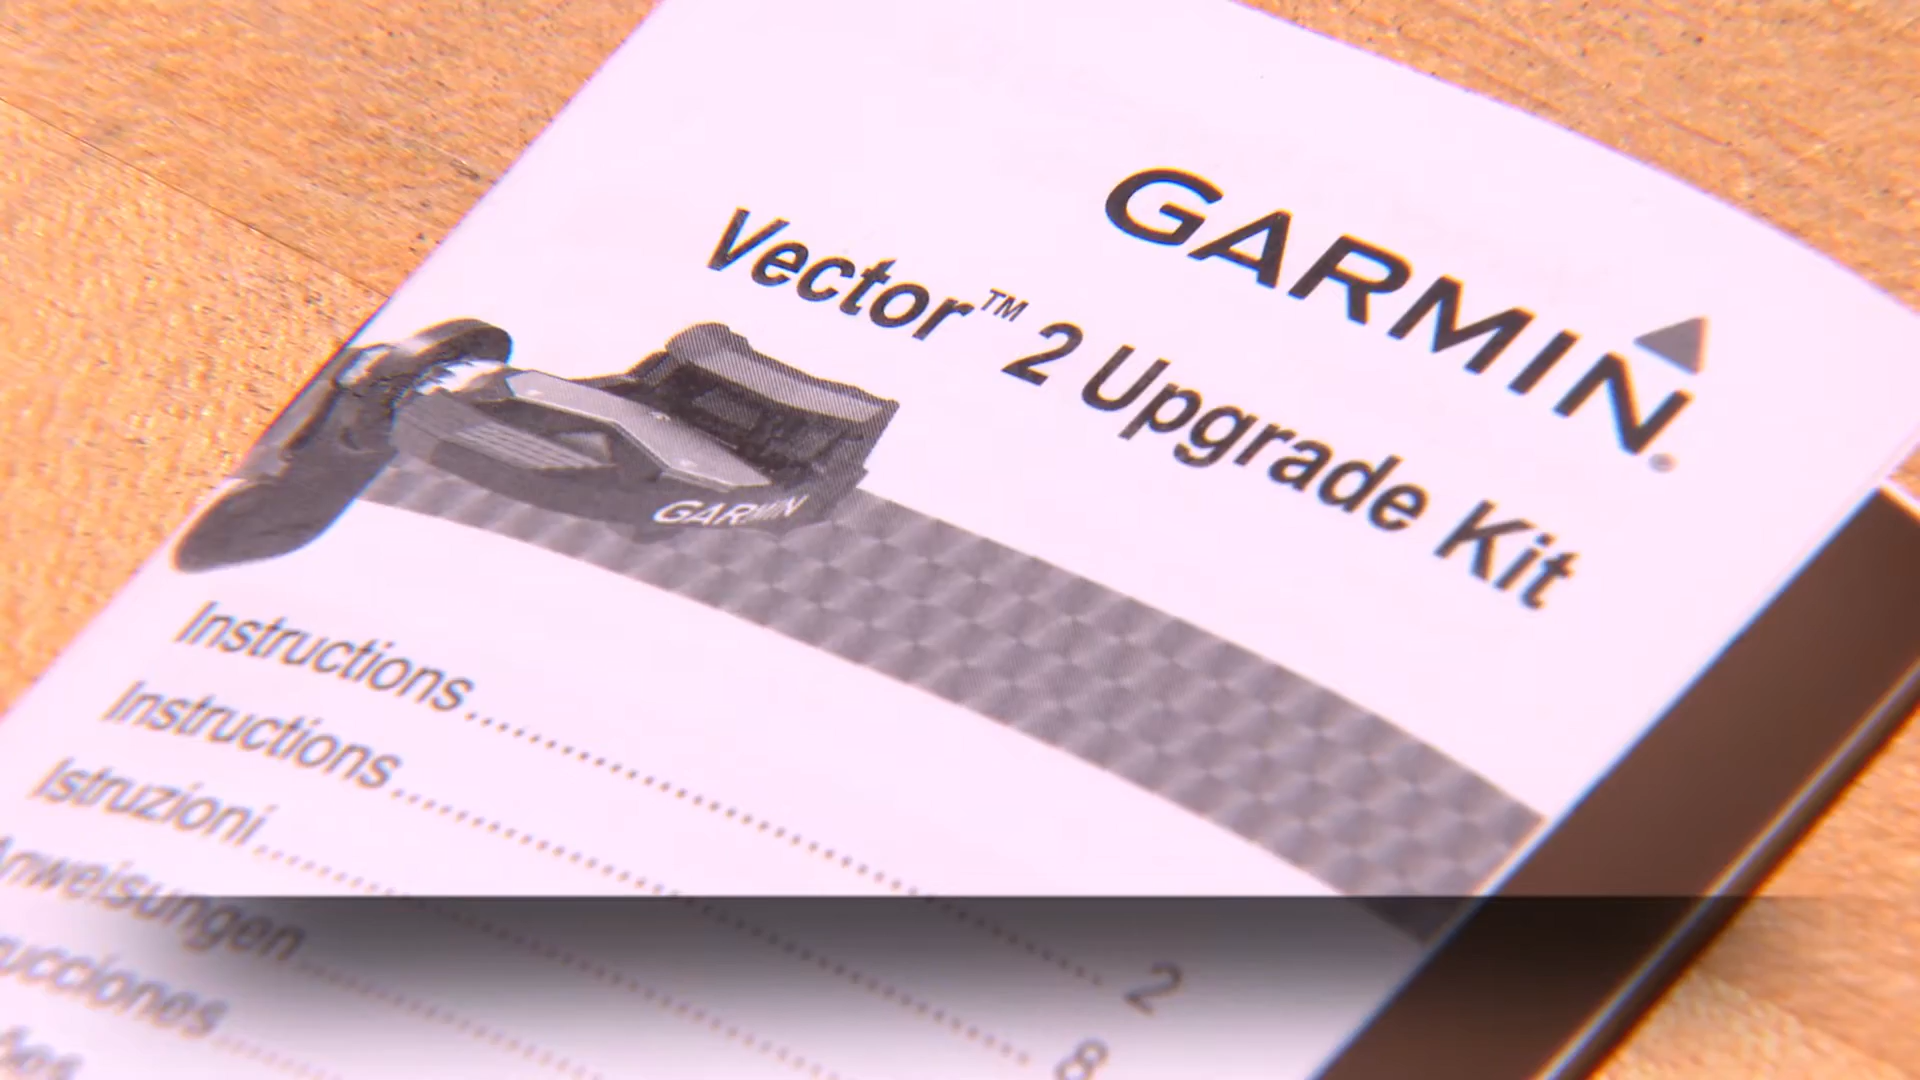 GARMIN®
Vector™ 2 Upgrade Kit
GARMIN
Instructions.......................................... 2
Instructions.......................................... 8
Istruzioni..........................................
Anweisungen..........................................